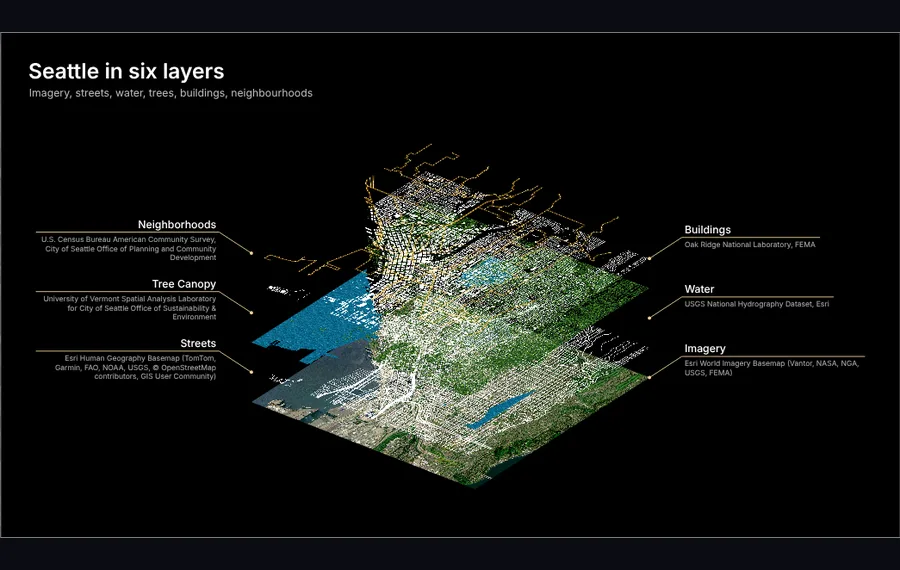 Seattle in six layers
Imagery, streets, water, trees, buildings, neighbourhoods
Neighborhoods
U.S. Census Bureau American Community Survey,
City of Seattle Office of Planning and Community
Development
Tree Canopy
University of Vermont Spatial Analysis Laboratory
for City of Seattle Office of Sustainability &
Environment
Streets
Esri Human Geography Basemap (TomTom,
Garmin, FAO, NOAA, USGS, © OpenStreetMap
contributors, GIS User Community)
Buildings
Oak Ridge National Laboratory, FEMA
Water
USGS National Hydrography Dataset, Esri
Imagery
Esri World Imagery Basemap (Vantor, NASA, NGA,
USGS, FEMA)